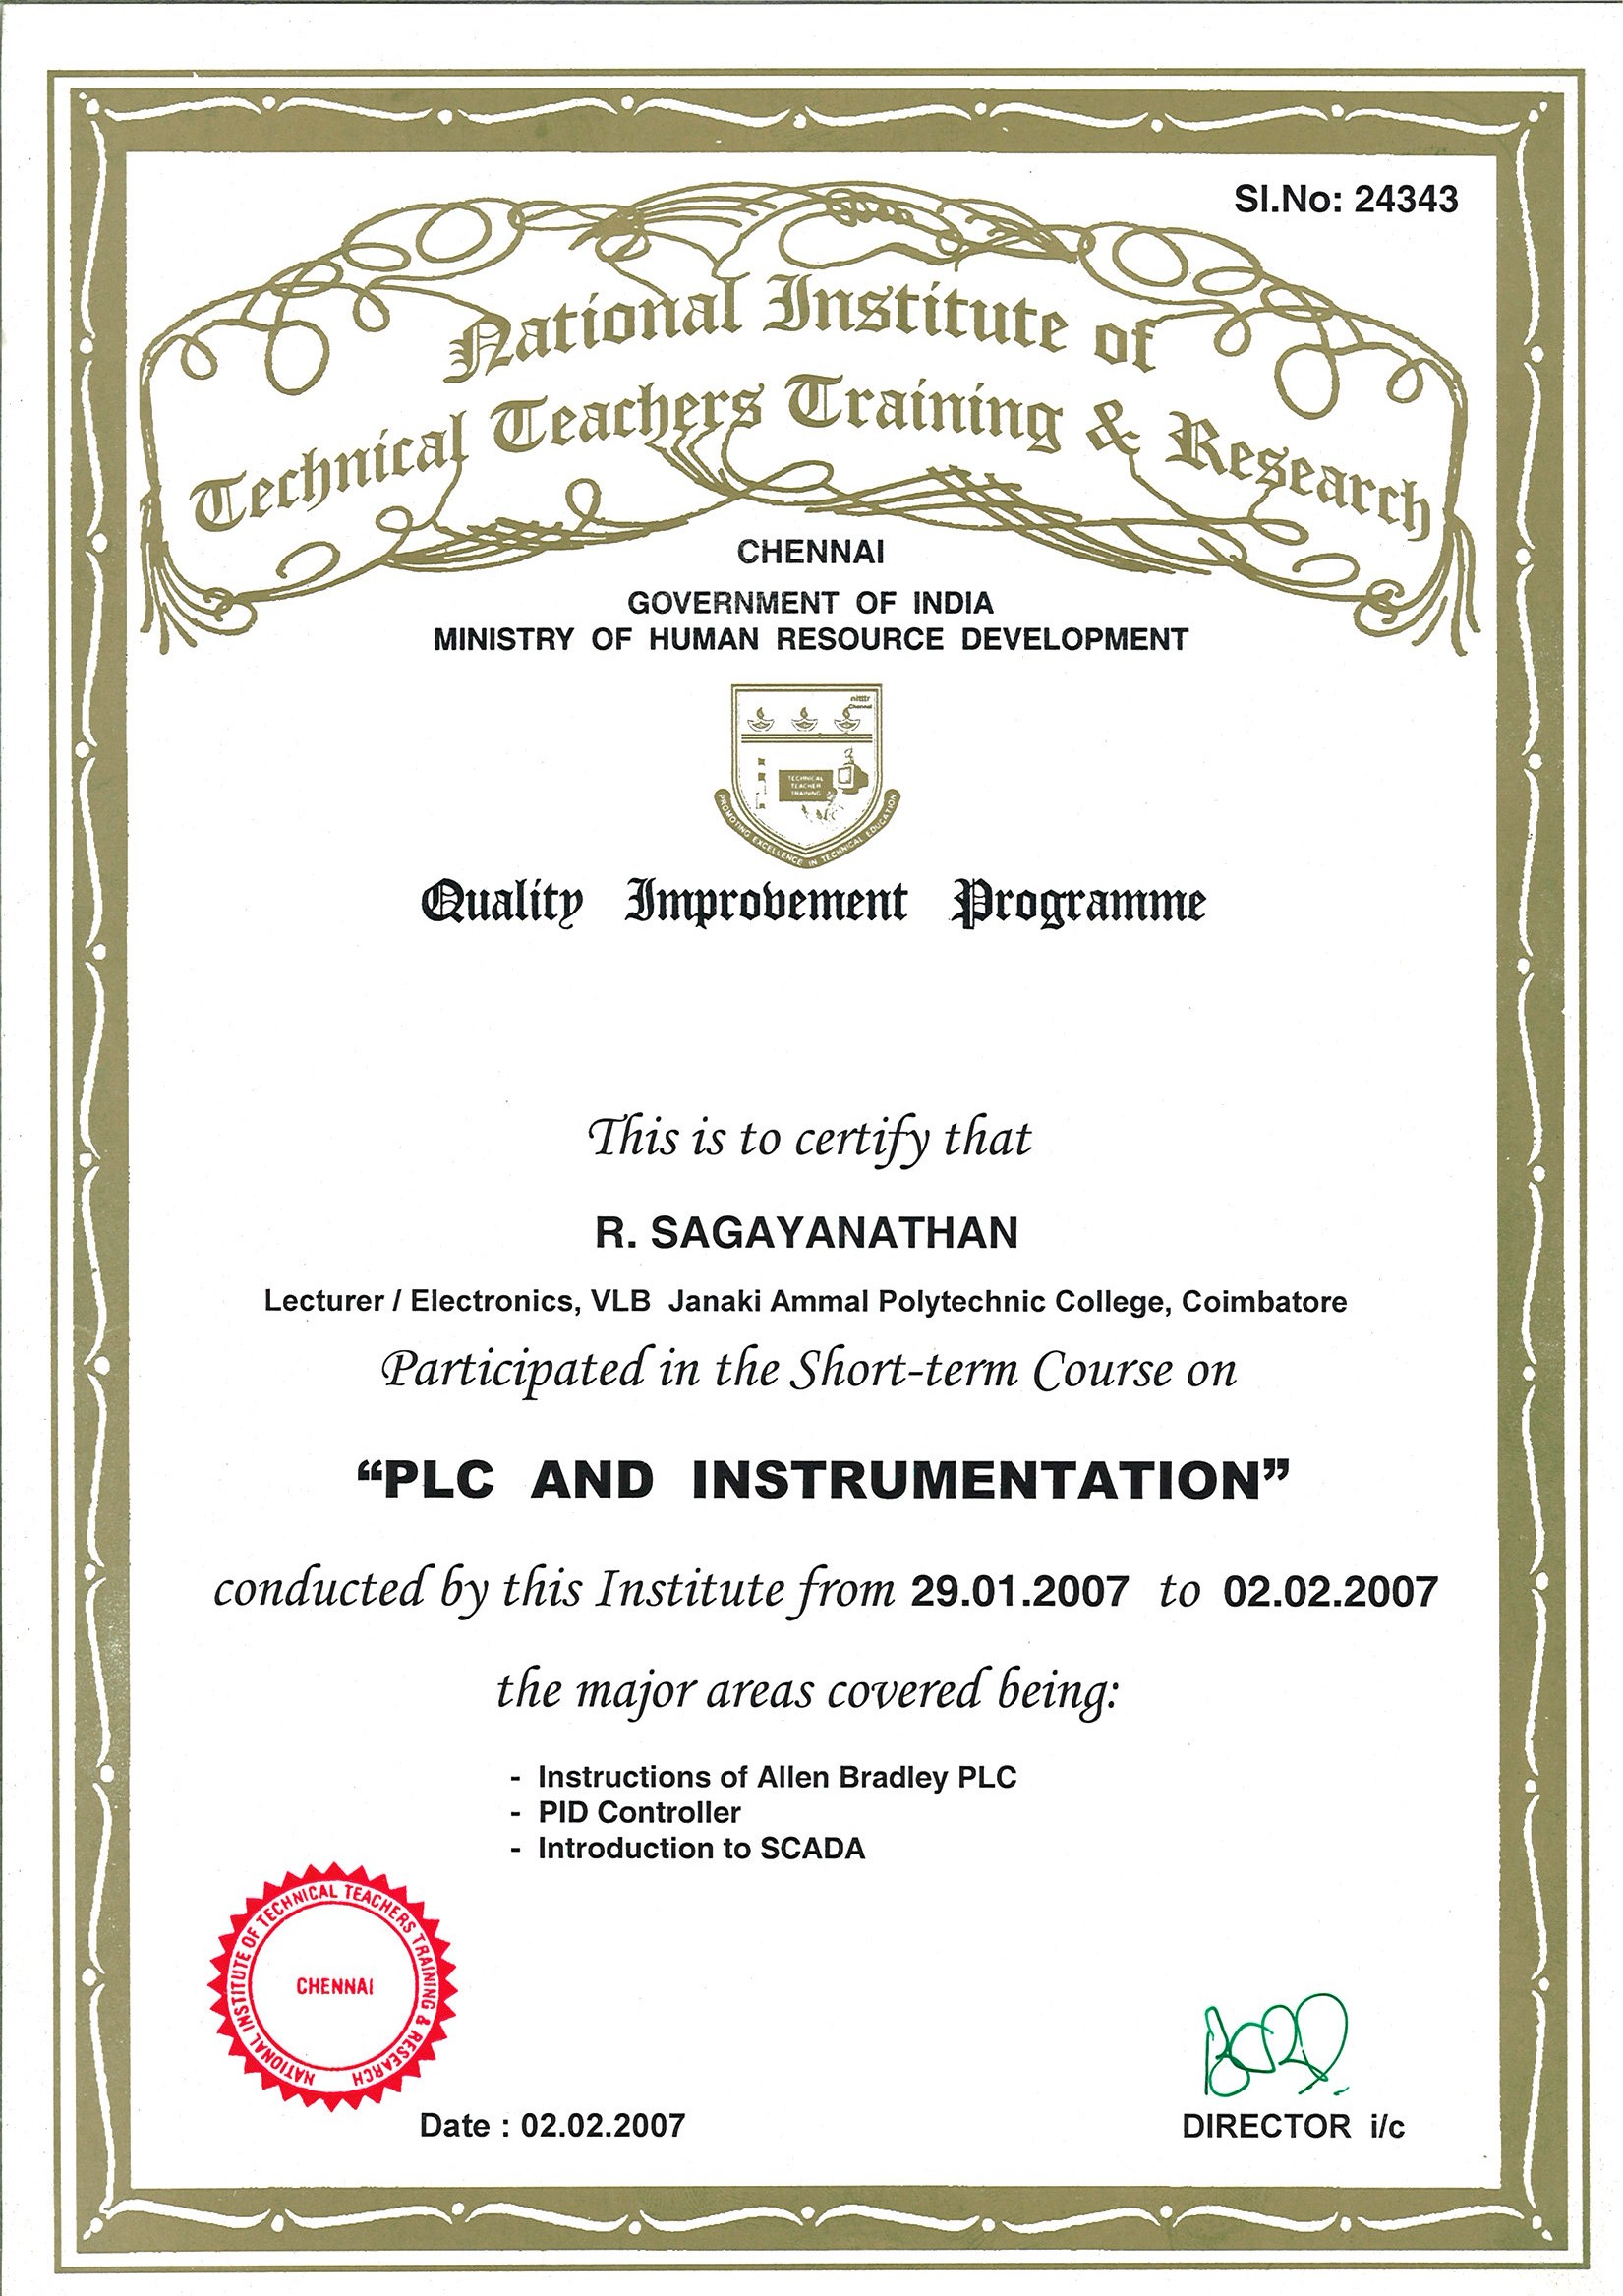 Sl.No: 24343
National Institute of
Technical Teachers Training & Research
CHENNAI
GOVERNMENT OF INDIA
MINISTRY OF HUMAN RESOURCE DEVELOPMENT
nitttr
Chennai
TECHNICAL
TEACHER
TRAINING
PROMOTING EXCELLENCE IN TECHNICAL EDUCATION
Quality Improvement Programme
This is to certify that
R. SAGAYANATHAN
Lecturer / Electronics, VLB Janaki Ammal Polytechnic College, Coimbatore
Participated in the Short-term Course on
“PLC AND INSTRUMENTATION”
conducted by this Institute from 29.01.2007 to 02.02.2007
the major areas covered being:
- Instructions of Allen Bradley PLC
- PID Controller
- Introduction to SCADA
NATIONAL INSTITUTE OF TECHNICAL TEACHERS TRAINING & RESEARCH
CHENNAI
Date : 02.02.2007
DIRECTOR i/c